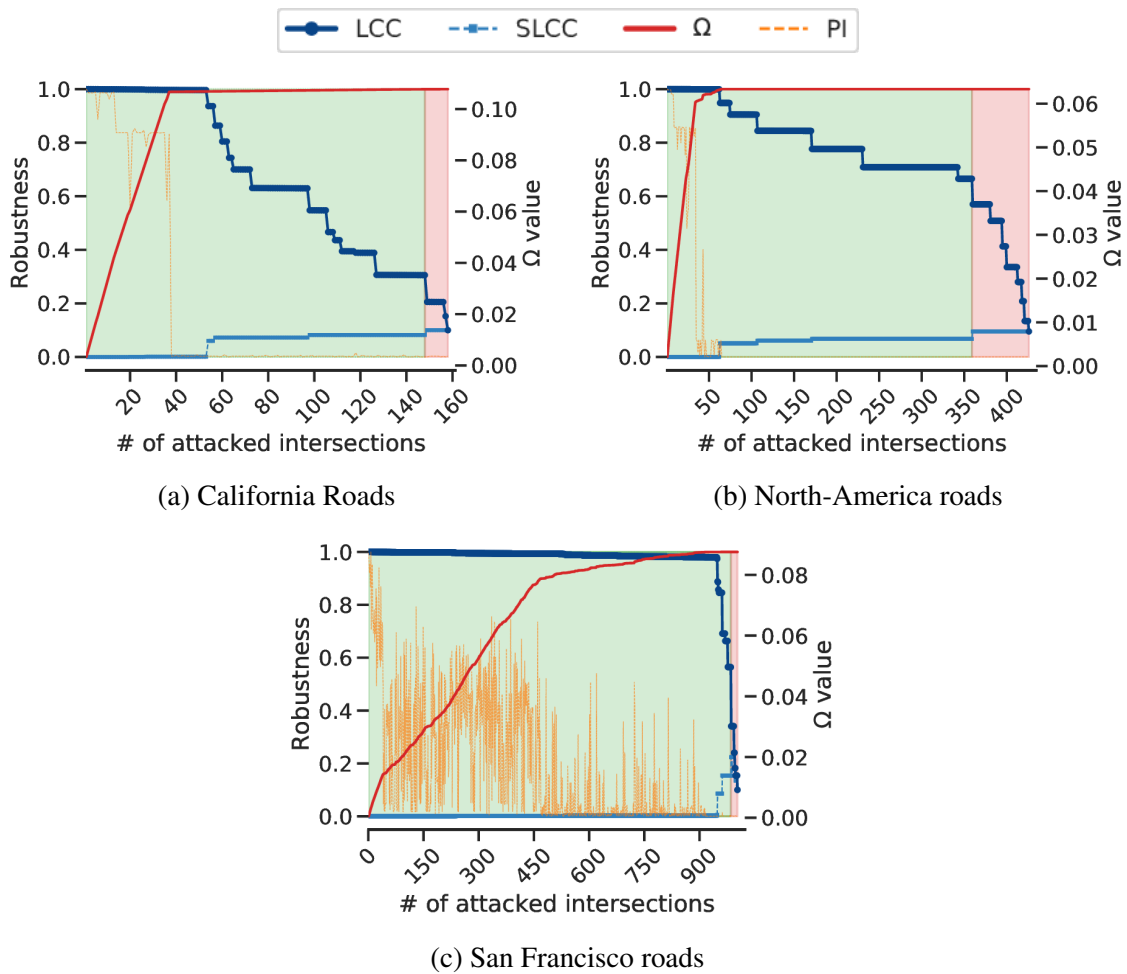 LCC SLCC Ω PI
1.0
0.8
0.6
0.4
0.2
0.0
Robustness
0.10
0.08
0.06
0.04
0.02
0.00
Ω value
20 40 60 80 100 120 140 160
# of attacked intersections
(a) California Roads
1.0
0.8
0.6
0.4
0.2
0.0
Robustness
0.06
0.05
0.04
0.03
0.02
0.01
0.00
Ω value
50 100 150 200 250 300 350 400
# of attacked intersections
(b) North-America roads
1.0
0.8
0.6
0.4
0.2
0.0
Robustness
0.08
0.06
0.04
0.02
0.00
Ω value
0 150 300 450 600 750 900
# of attacked intersections
(c) San Francisco roads